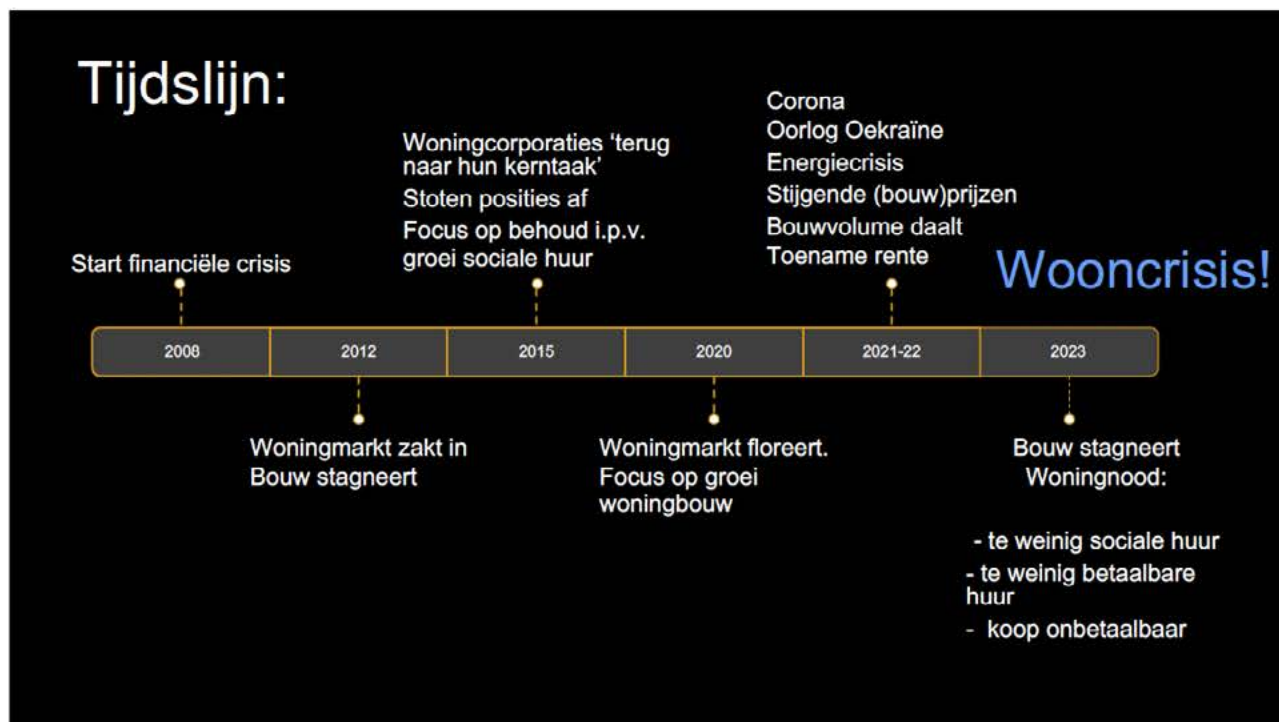 Tijdslijn:
Start financiële crisis
Woningcorporaties ‘terug
naar hun kerntaak’
Stoten posities af
Focus op behoud i.p.v.
groei sociale huur
Corona
Oorlog Oekraïne
Energiecrisis
Stijgende (bouw)prijzen
Bouwvolume daalt
Toename rente
Wooncrisis!
2008
2012
2015
2020
2021-22
2023
Woningmarkt zakt in
Bouw stagneert
Woningmarkt floreert.
Focus op groei
woningbouw
Bouw stagneert
Woningnood:
- te weinig sociale huur
- te weinig betaalbare
huur
- koop onbetaalbaar